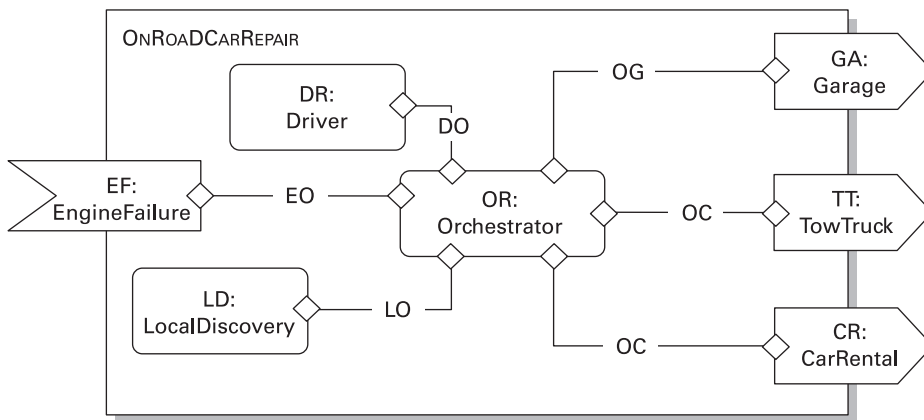 ONROADCARREPAIR
DR:
Driver
DO
OG
GA:
Garage
EF:
EngineFailure
EO
OR:
Orchestrator
OC
TT:
TowTruck
LD:
LocalDiscovery
LO
OC
CR:
CarRental